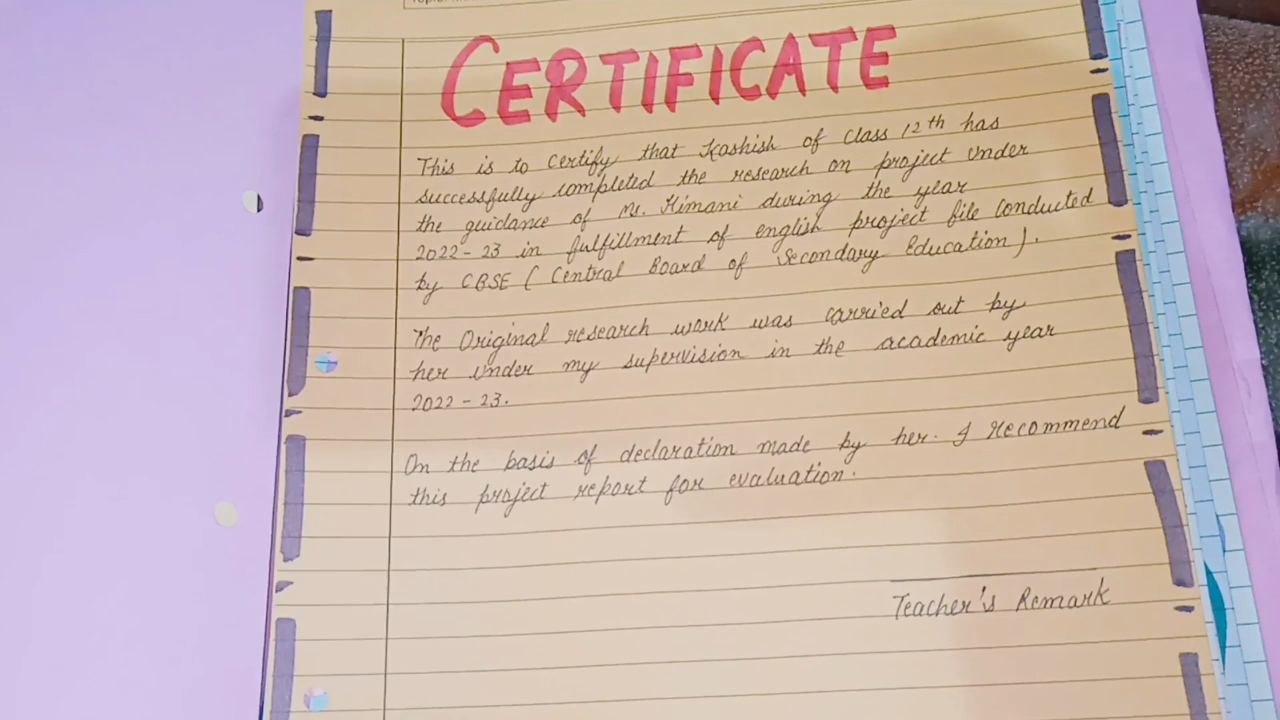 CERTIFICATE
This is to certify that Kashish of Class 12th has
successfully completed the research on project under
the guidance of Ms. Himani during the year
2022-23 in fulfillment of english project file conducted
by CBSE (Central Board of Secondary Education).
The Original research work was carried out by
her under my supervision in the academic year
2022-23.
On the basis of declaration made by her. I recommend
this project report for evaluation.
Teacher's Remark